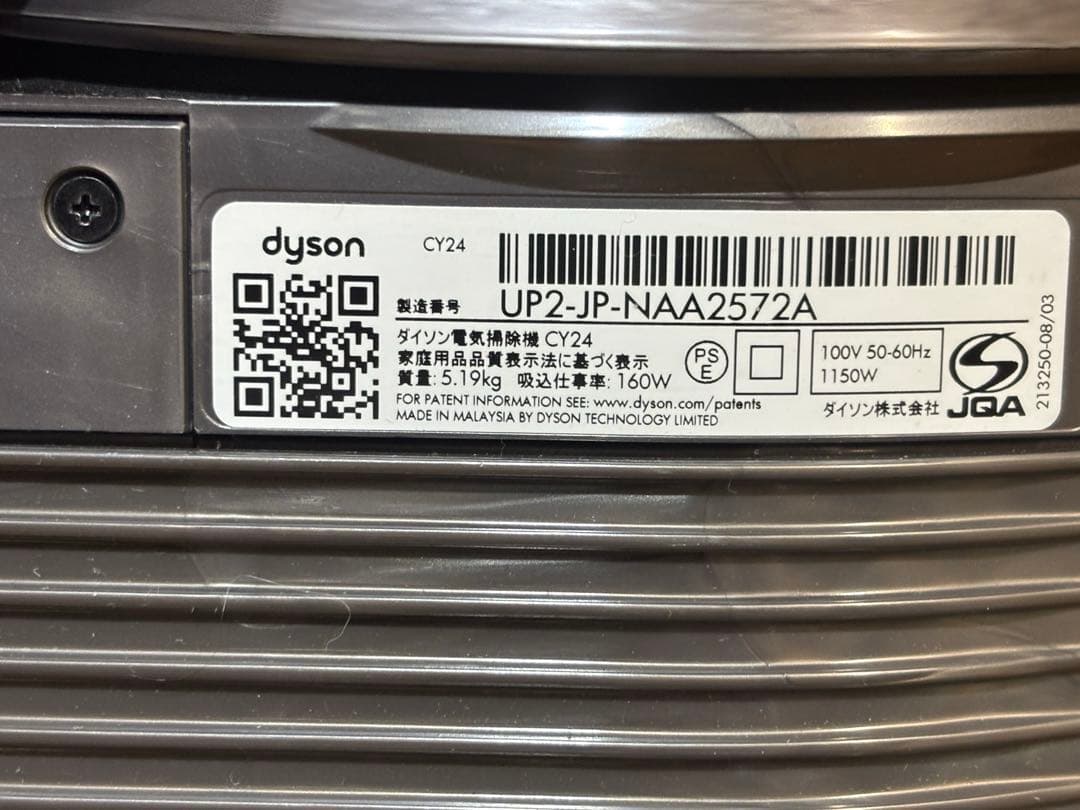 dyson
CY24
製造番号 UP2-JP-NAA2572A
ダイソン電気掃除機 CY24
家庭用品品質表示法に基づく表示
質量: 5.19kg 吸込仕事率: 160W
FOR PATENT INFORMATION SEE: www.dyson.com/patents
MADE IN MALAYSIA BY DYSON TECHNOLOGY LIMITED
PS
E
100V 50-60Hz
1150W
ダイソン株式会社
JQA
213250-08/03